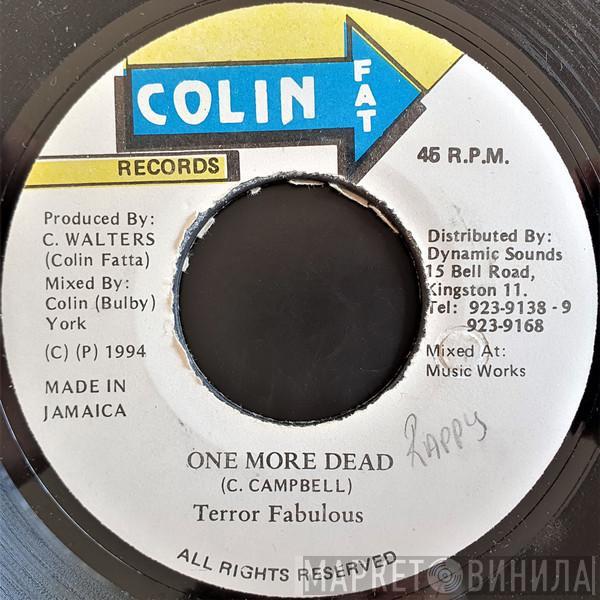 COLIN FAT
RECORDS
45 R.P.M.
Produced By:
C. WALTERS
(Colin Fatta)
Mixed By:
Colin (Bulby)
York
(C) (P) 1994
MADE IN
JAMAICA
Distributed By:
Dynamic Sounds
15 Bell Road,
Kingston 11.
Tel: 923-9138 - 9
923-9168
Mixed At:
Music Works
ONE MORE DEAD
(C. CAMPBELL)
Terror Fabulous
ALL RIGHTS RESERVED
МАРКЕТ ВИНИЛА